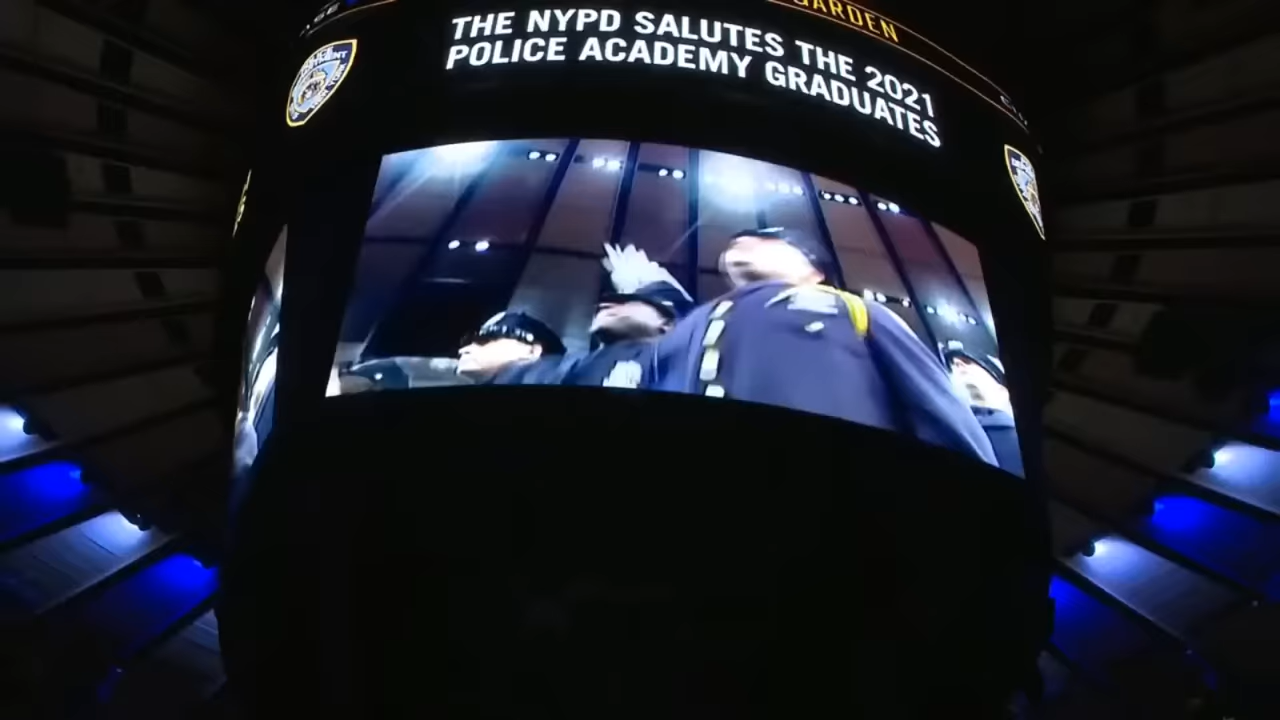 GARDEN
THE NYPD SALUTES THE 2021
POLICE ACADEMY GRADUATES